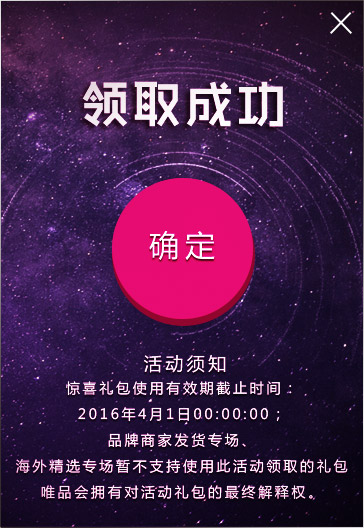 领取成功
确定
活动须知
惊喜礼包使用有效期截止时间：
2016年4月1日00:00:00；
品牌商家发货专场、
海外精选专场暂不支持使用此活动领取的礼包
唯品会拥有对活动礼包的最终解释权。